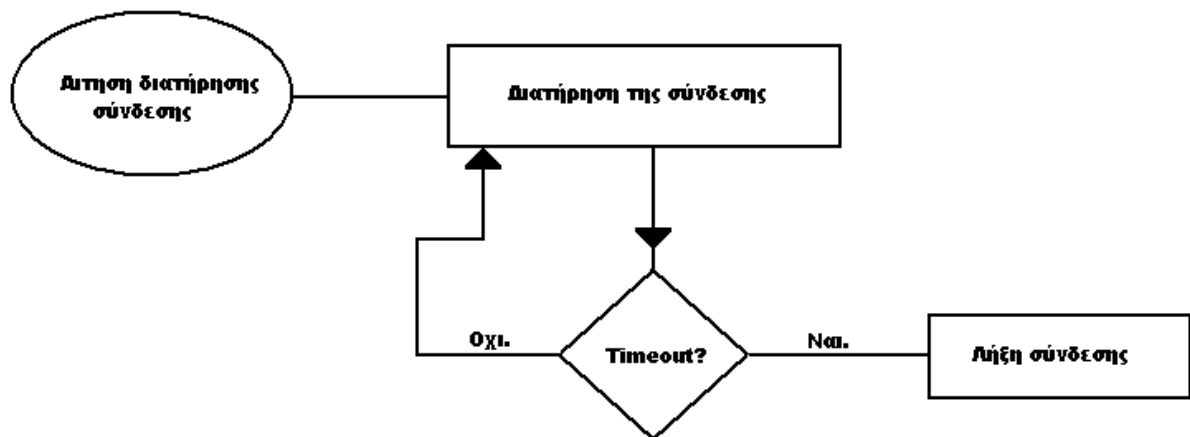 Αιτηση διατήρησης
σύνδεσης
Διατήρηση της σύνδεσης
Οχι.
Timeout?
Ναι.
Λήξη σύνδεσης